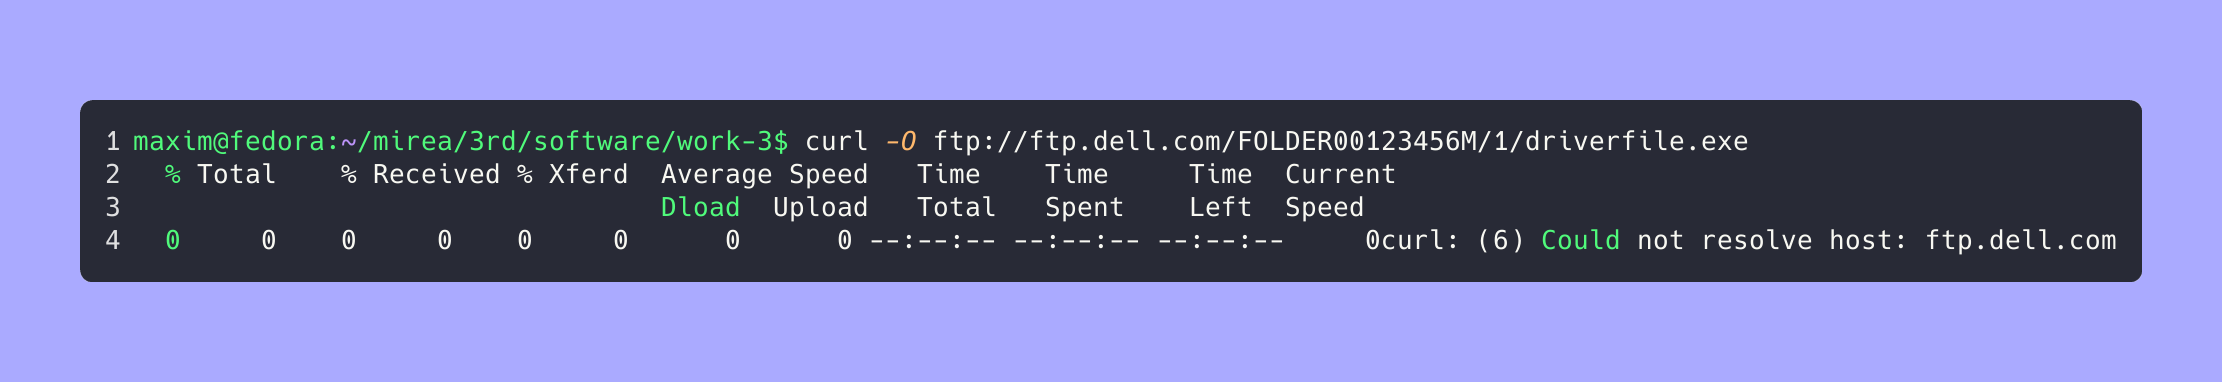 1 maxim@fedora:~/mirea/3rd/software/work-3$ curl -O ftp://ftp.dell.com/FOLDER00123456M/1/driverfile.exe
2   % Total    % Received % Xferd  Average Speed   Time    Time     Time  Current
3                                  Dload  Upload   Total   Spent    Left  Speed
4   0     0    0     0    0     0      0      0 --:--:-- --:--:-- --:--:--     0curl: (6) Could not resolve host: ftp.dell.com